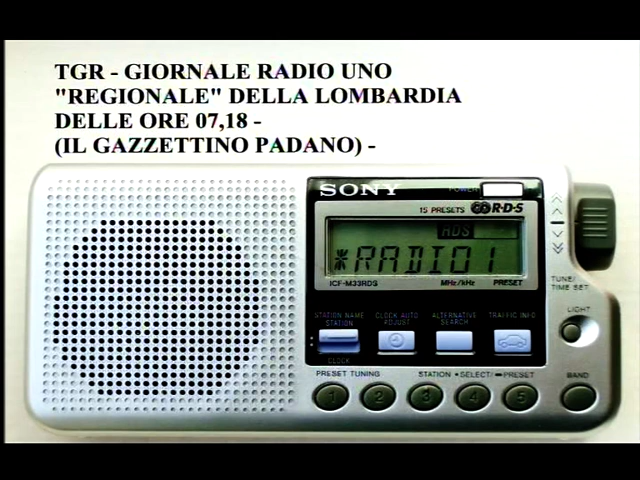 TGR - GIORNALE RADIO UNO
"REGIONALE" DELLA LOMBARDIA
DELLE ORE 07,18 -
(IL GAZZETTINO PADANO) -
SONY
POWER
15 PRESETS R·D·S
RDS
*RADIO1
ICF-M33RDS MHz/kHz PRESET
TUNE/
TIME SET
STATION NAME CLOCK AUTO ALTERNATIVE TRAFFIC INFO
STATION ADJUST SEARCH
LIGHT
CLOCK
PRESET TUNING STATION •SELECT/ PRESET BAND
1 2 3 4 5